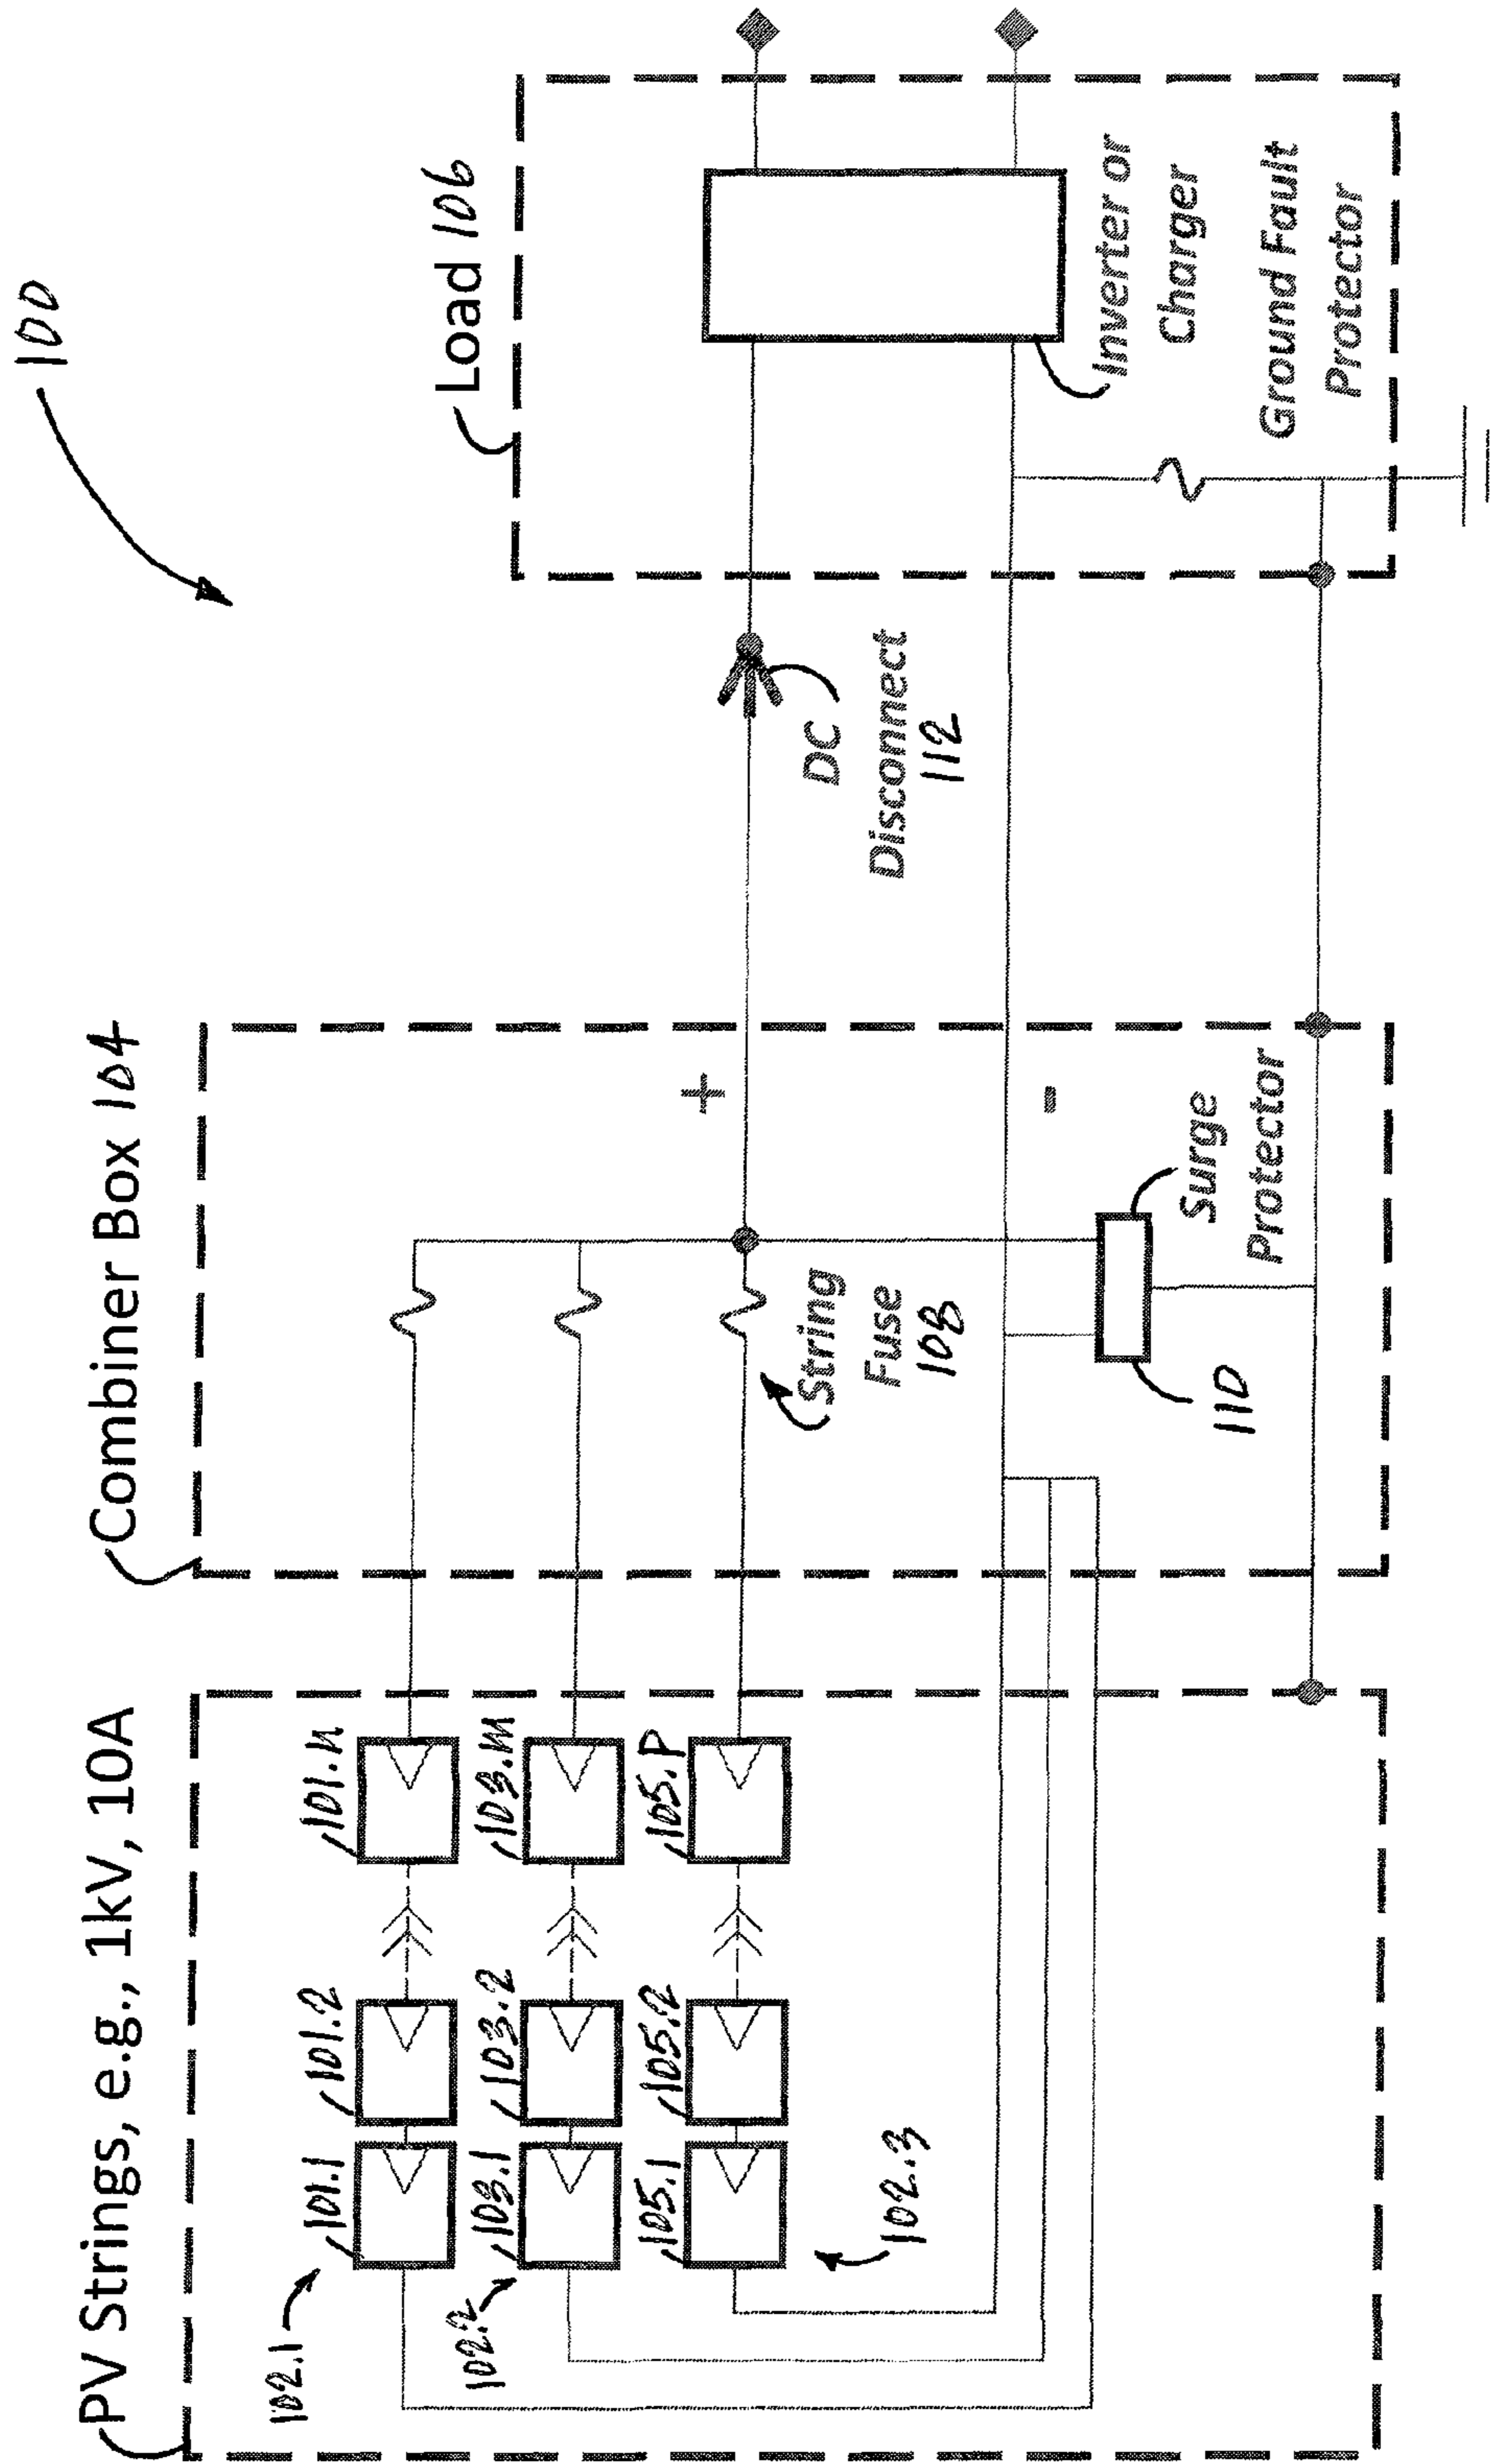 100
PV Strings, e.g., 1kV, 10A
Combiner Box 104
Load 106
102.1
101.1
101.2
101.n
102.2
103.1
103.2
103.m
105.1
105.2
105.P
102.3
String
Fuse
108
+
-
110
Surge
Protector
DC
Disconnect
112
Inverter or
Charger
Ground Fault
Protector